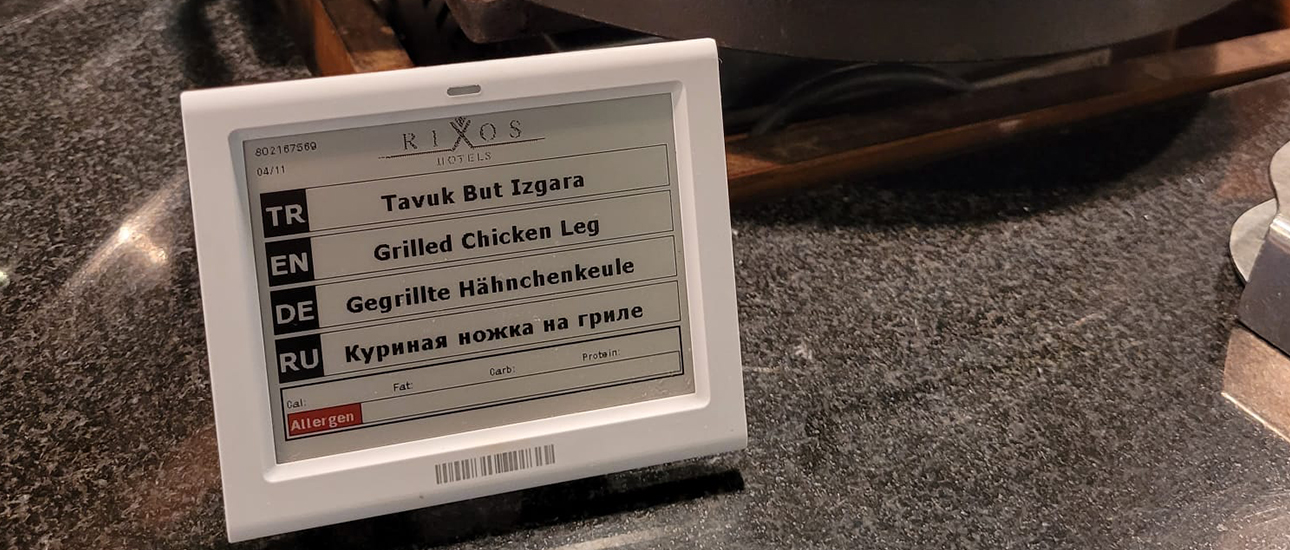 802167569
04/11
RIXOS
HOTELS
TR Tavuk But Izgara
EN Grilled Chicken Leg
DE Gegrillte Hähnchenkeule
RU Куриная ножка на гриле
Cal: Fat: Carb: Protein:
Allergen